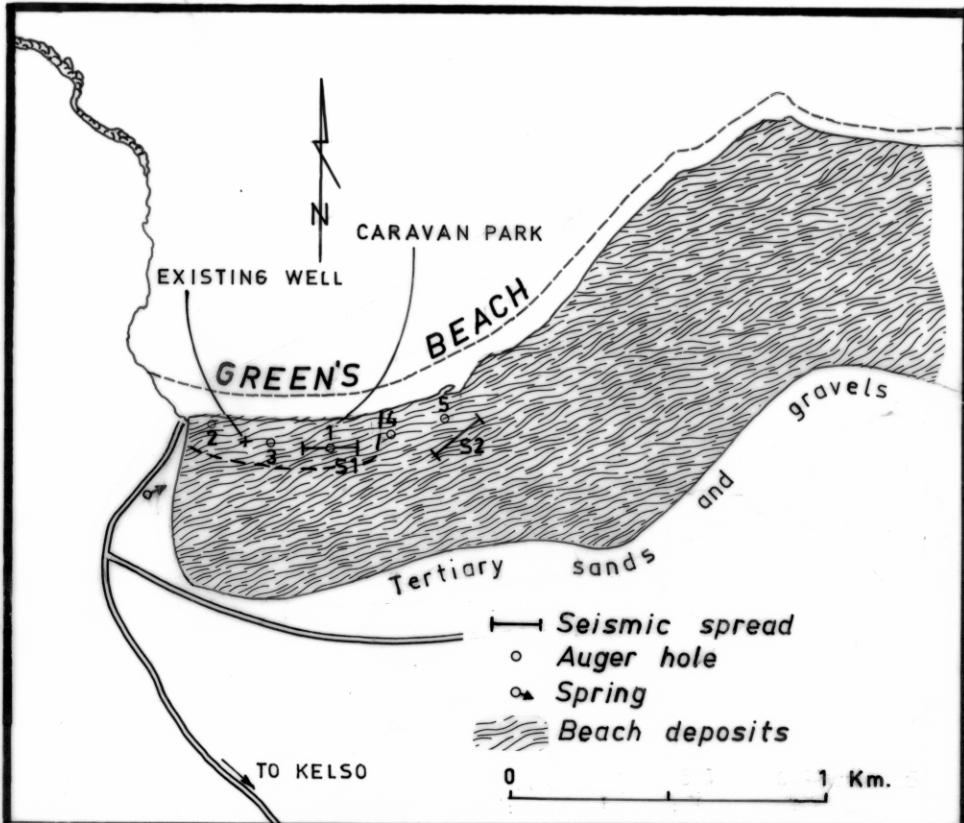 N
CARAVAN PARK
EXISTING WELL
GREEN'S BEACH
2
3
1
4
5
S1
S2
Tertiary sands and gravels
Seismic spread
Auger hole
Spring
Beach deposits
TO KELSO
0 1 Km.